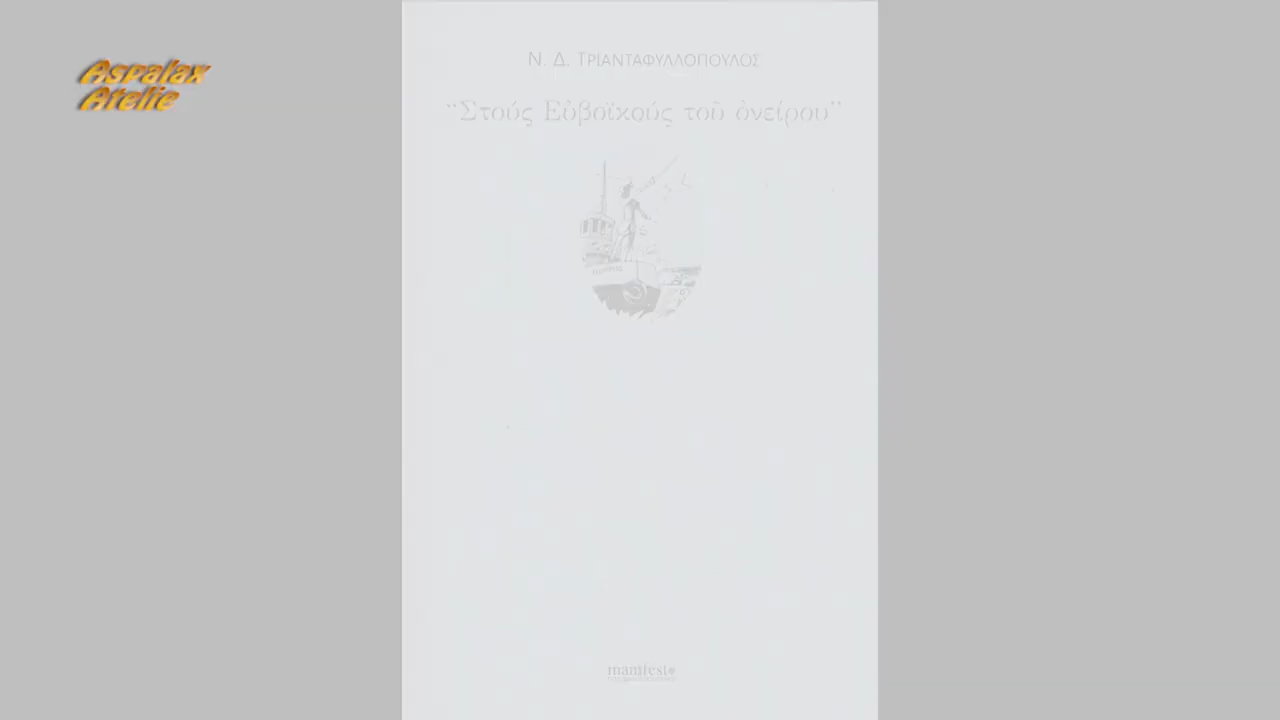 Aspalax
Atelie
Ν. Δ. ΤΡΙΑΝΤΑΦΥΛΛΟΠΟΥΛΟΣ
“Στούς Εὐβοϊκούς τοῦ ὀνείρου”
manifesto